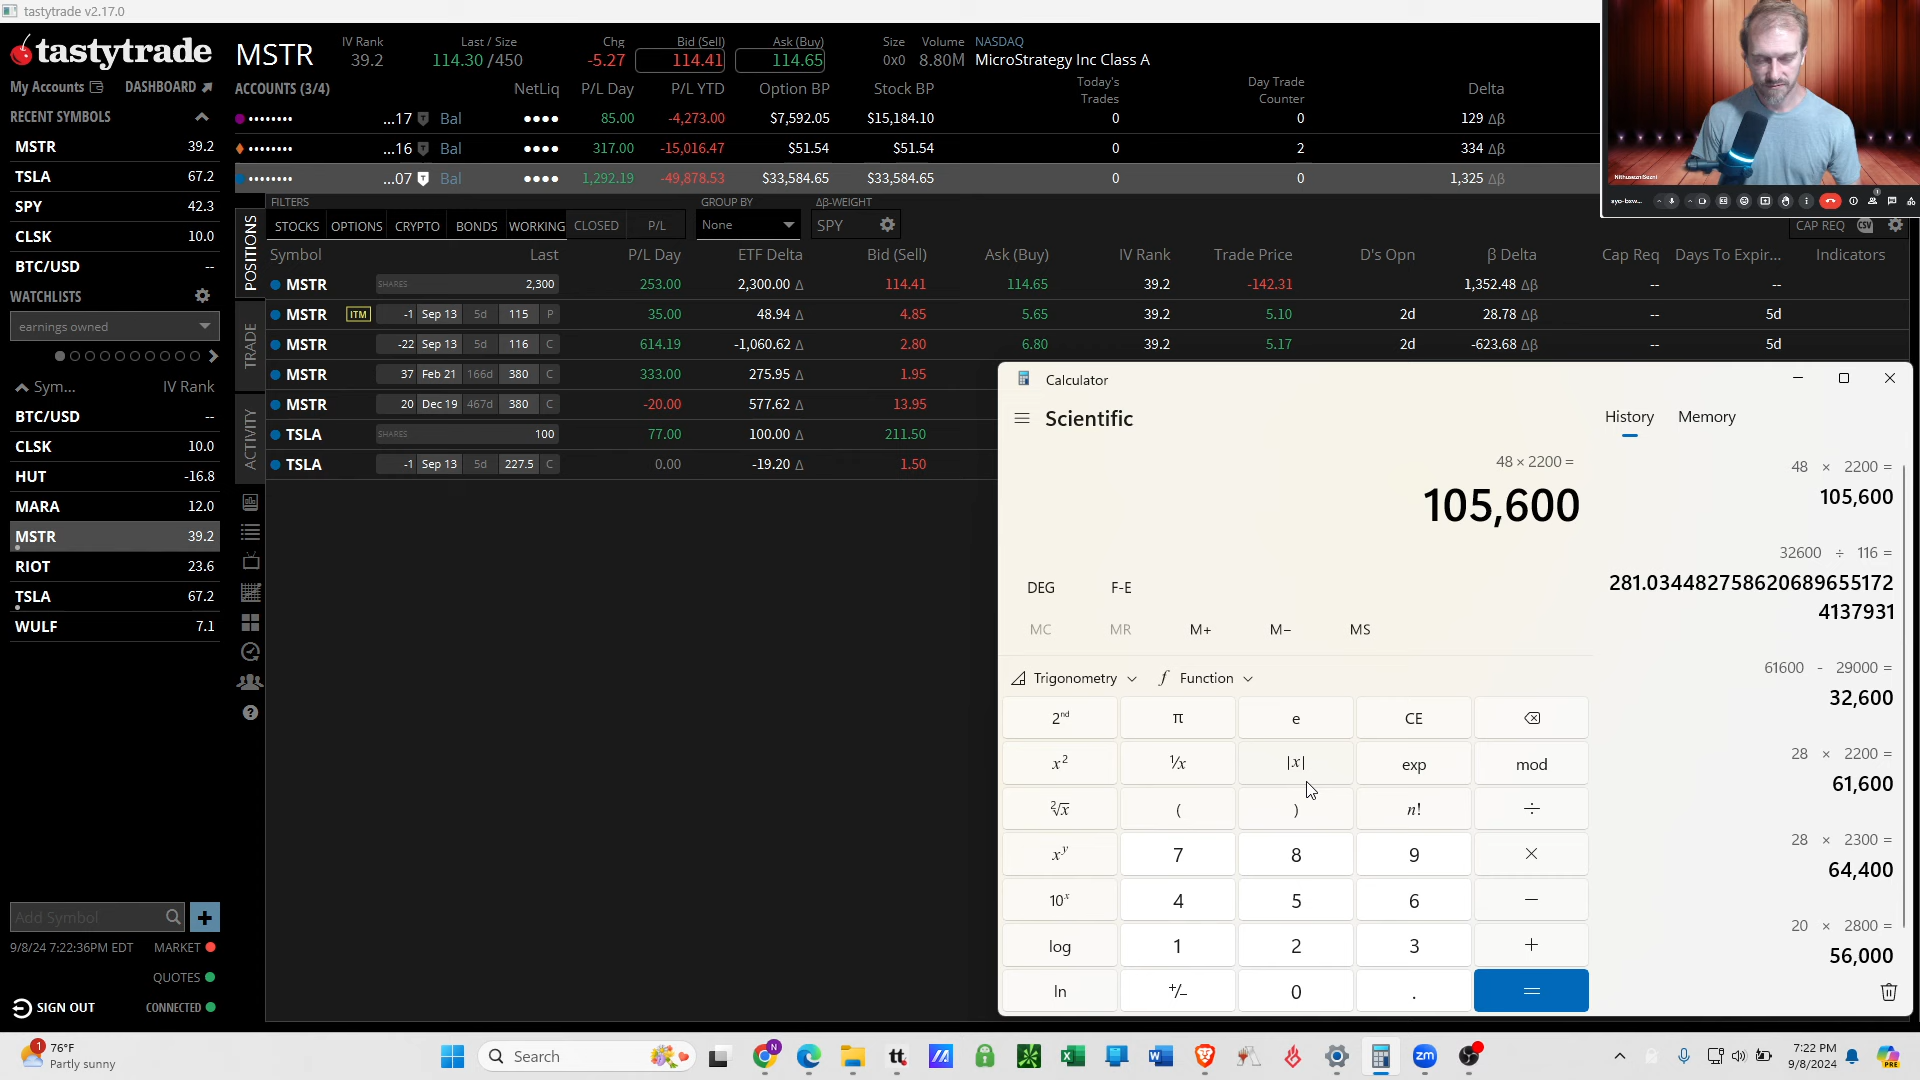 tastytrade v2.17.0
tastytrade
My Accounts DASHBOARD
RECENT SYMBOLS
MSTR 39.2
TSLA 67.2
SPY 42.3
CLSK 10.0
BTC/USD --
WATCHLISTS
earnings owned
Sym... IV Rank
BTC/USD --
CLSK 10.0
HUT -16.8
MARA 12.0
MSTR 39.2
RIOT 23.6
TSLA 67.2
WULF 7.1
Add Symbol
9/8/24 7:22:36PM EDT MARKET
QUOTES
SIGN OUT CONNECTED
MSTR IV Rank Last / Size Chg Bid (Sell) Ask (Buy) Size Volume NASDAQ
39.2 114.30 /450 -5.27 114.41 114.65 0x0 8.80M MicroStrategy Inc Class A
ACCOUNTS (3/4) NetLiq P/L Day P/L YTD Option BP Stock BP Today's Trades Day Trade Counter Delta
...17 Bal 85.00 -4,273.00 $7,592.05 $15,184.10 0 0 129 Δβ
...16 Bal 317.00 -15,016.47 $51.54 $51.54 0 2 334 Δβ
...07 Bal 1,292.19 -49,878.53 $33,584.65 $33,584.65 0 0 1,325 Δβ
POSITIONS
TRADE
ACTIVITY
FILTERS GROUP BY Δβ-WEIGHT
STOCKS OPTIONS CRYPTO BONDS WORKING CLOSED P/L None SPY CAP REQ CSV
Symbol Last P/L Day ETF Delta Bid (Sell) Ask (Buy) IV Rank Trade Price D's Opn β Delta Cap Req Days To Expir... Indicators
MSTR SHARES 2,300 253.00 2,300.00 Δ 114.41 114.65 39.2 -142.31 1,352.48 Δβ -- --
MSTR ITM -1 Sep 13 5d 115 P 35.00 48.94 Δ 4.85 5.65 39.2 5.10 2d 28.78 Δβ -- 5d
MSTR -22 Sep 13 5d 116 C 614.19 -1,060.62 Δ 2.80 6.80 39.2 5.17 2d -623.68 Δβ -- 5d
MSTR 37 Feb 21 166d 380 C 333.00 275.95 Δ 1.95
MSTR 20 Dec 19 467d 380 C -20.00 577.62 Δ 13.95
TSLA SHARES 100 77.00 100.00 Δ 211.50
TSLA -1 Sep 13 5d 227.5 C 0.00 -19.20 Δ 1.50
Calculator
Scientific
48 × 2200 =
105,600
DEG F-E
MC MR M+ M− MS
Trigonometry Function
2nd π e CE
x² ¹/x |x| exp mod
²√x ( ) n! ÷
xʸ 7 8 9 ×
10ˣ 4 5 6 −
log 1 2 3 +
ln +/− 0 . =
History Memory
48 × 2200 =
105,600
32600 ÷ 116 =
281.034482758620689655172
4137931
61600 - 29000 =
32,600
28 × 2200 =
61,600
28 × 2300 =
64,400
20 × 2800 =
56,000
1
76°F
Partly sunny
Search
N
tt
zm
7:22 PM
9/8/2024
PRE